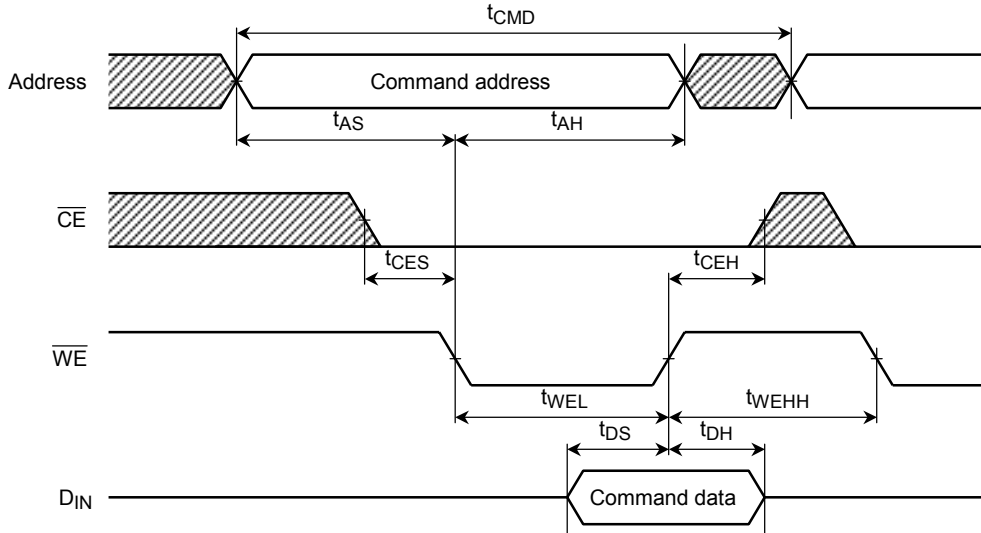 tCMD
Address
Command address
tAS
tAH
CE
tCES
tCEH
WE
tWEL
tWEHH
tDS
tDH
DIN
Command data